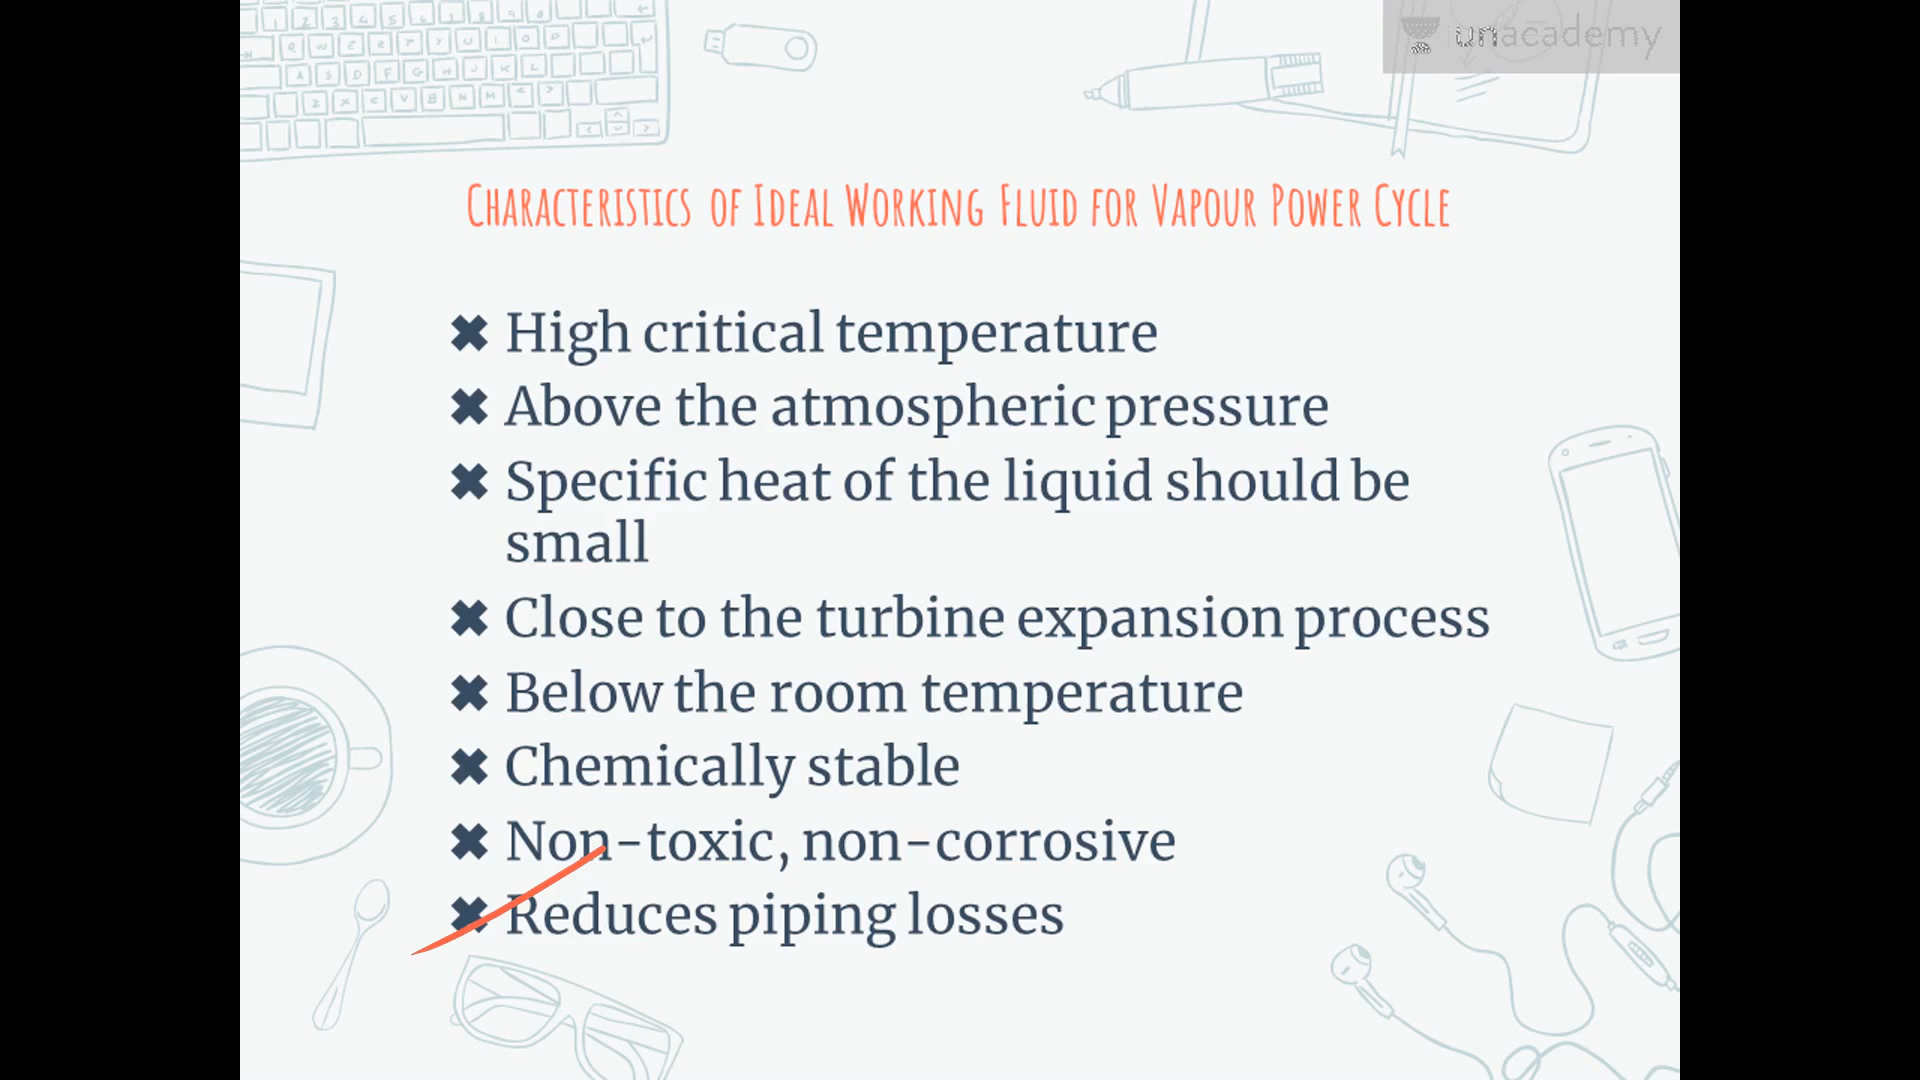 unacademy
Characteristics of Ideal Working Fluid for Vapour Power Cycle
✖ High critical temperature
✖ Above the atmospheric pressure
✖ Specific heat of the liquid should be
small
✖ Close to the turbine expansion process
✖ Below the room temperature
✖ Chemically stable
✖ Non-toxic, non-corrosive
✖ Reduces piping losses